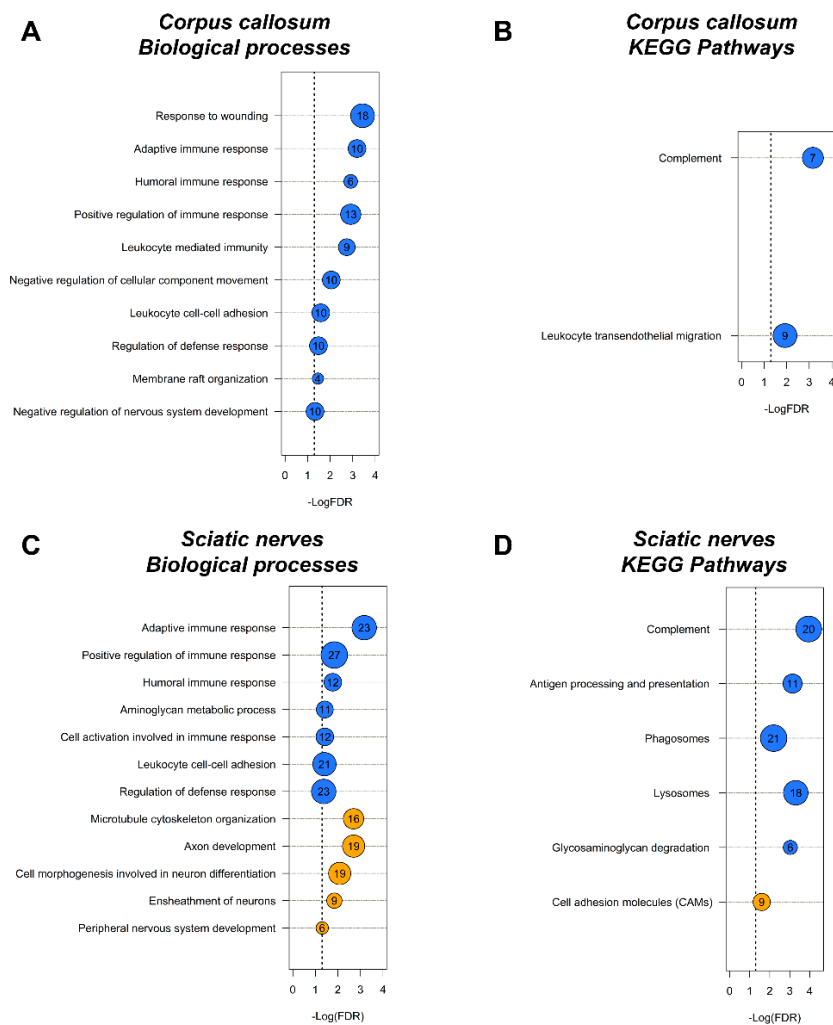 A
Corpus callosum
Biological processes
Response to wounding
18
Adaptive immune response
10
Humoral immune response
6
Positive regulation of immune response
13
Leukocyte mediated immunity
9
Negative regulation of cellular component movement
10
Leukocyte cell-cell adhesion
10
Regulation of defense response
10
Membrane raft organization
4
Negative regulation of nervous system development
10
0 1 2 3 4
-LogFDR
B
Corpus callosum
KEGG Pathways
Complement
7
Leukocyte transendothelial migration
9
0 1 2 3 4
-LogFDR
C
Sciatic nerves
Biological processes
Adaptive immune response
23
Positive regulation of immune response
27
Humoral immune response
12
Aminoglycan metabolic process
11
Cell activation involved in immune response
12
Leukocyte cell-cell adhesion
21
Regulation of defense response
23
Microtubule cytoskeleton organization
16
Axon development
19
Cell morphogenesis involved in neuron differentiation
19
Ensheathment of neurons
9
Peripheral nervous system development
6
0 1 2 3 4
-Log(FDR)
D
Sciatic nerves
KEGG Pathways
Complement
20
Antigen processing and presentation
11
Phagosomes
21
Lysosomes
18
Glycosaminoglycan degradation
6
Cell adhesion molecules (CAMs)
9
0 1 2 3 4
-Log(FDR)